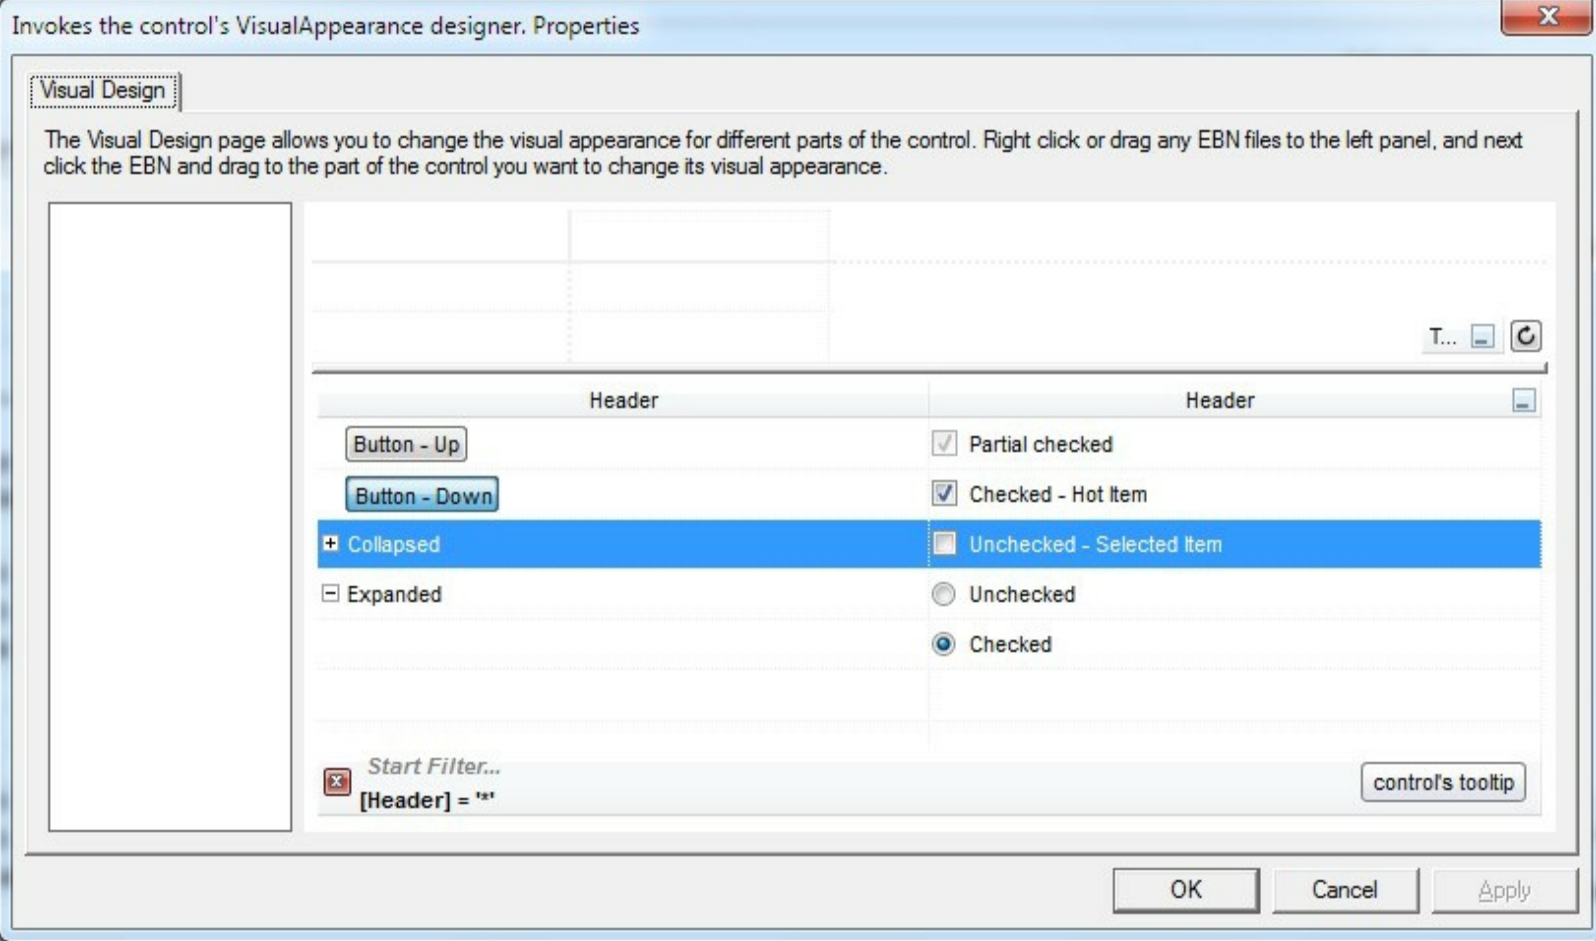 Invokes the control's VisualAppearance designer. Properties
Visual Design
The Visual Design page allows you to change the visual appearance for different parts of the control. Right click or drag any EBN files to the left panel, and next
click the EBN and drag to the part of the control you want to change its visual appearance.
T...
Header Header
Button - Up Partial checked
Button - Down Checked - Hot Item
Collapsed Unchecked - Selected Item
Expanded Unchecked
Checked
Start Filter...
[Header] = '*'
control's tooltip
OK Cancel Apply